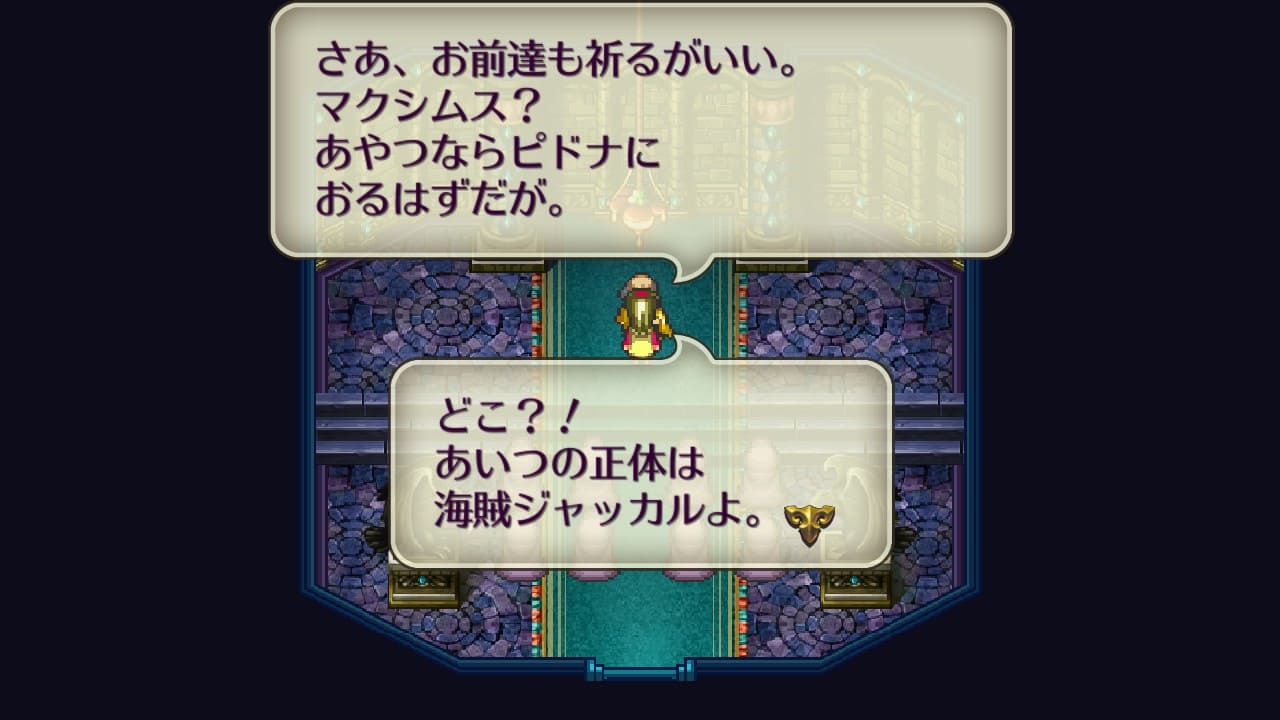 さあ、お前達も祈るがいい。
マクシムス？
あやつならピドナに
おるはずだが。
どこ？！
あいつの正体は
海賊ジャッカルよ。